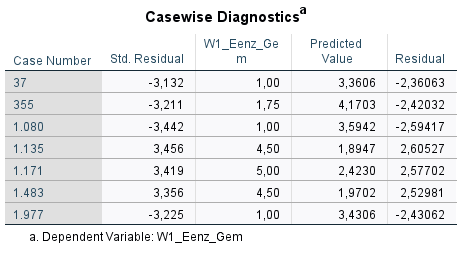 Casewise Diagnosticsa
Case Number Std. Residual W1_Eenz_Ge
m Predicted
Value Residual
37 -3,132 1,00 3,3606 -2,36063
355 -3,211 1,75 4,1703 -2,42032
1.080 -3,442 1,00 3,5942 -2,59417
1.135 3,456 4,50 1,8947 2,60527
1.171 3,419 5,00 2,4230 2,57702
1.483 3,356 4,50 1,9702 2,52981
1.977 -3,225 1,00 3,4306 -2,43062
a. Dependent Variable: W1_Eenz_Gem